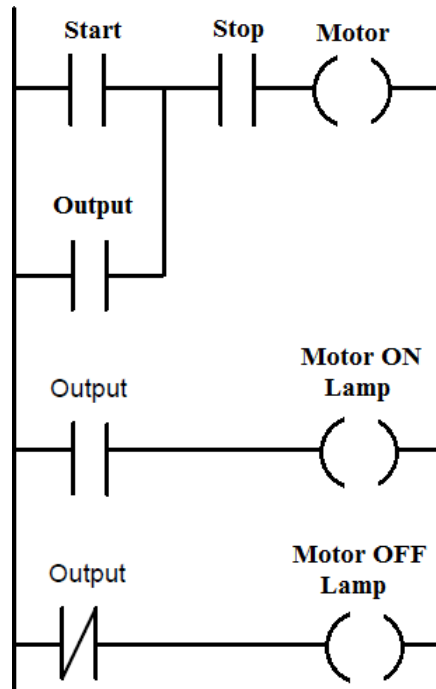 Start Stop Motor
Output
Motor ON
Lamp
Output
Motor OFF
Lamp
Output